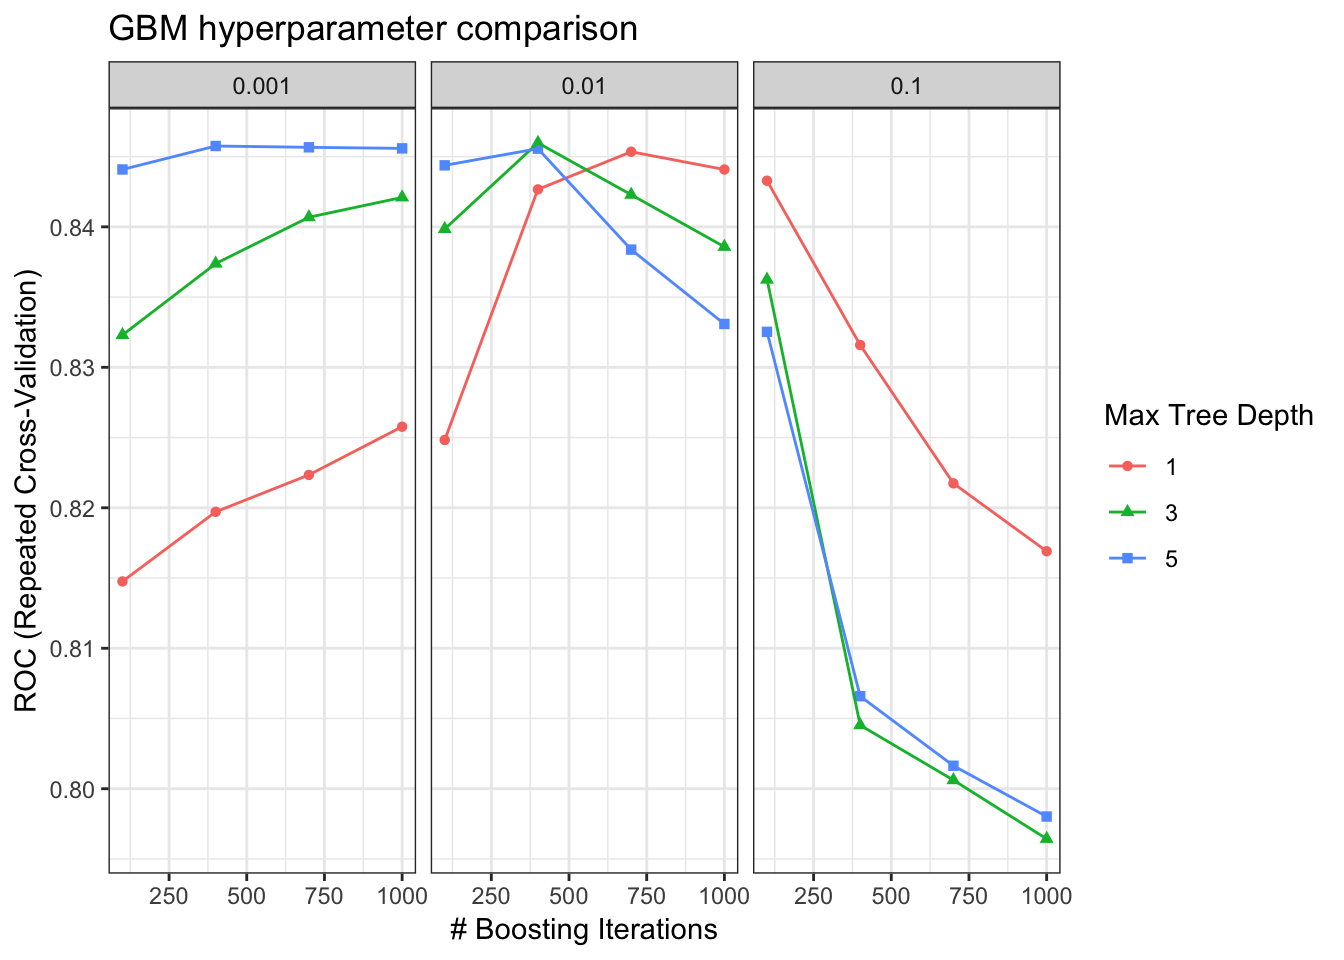 GBM hyperparameter comparison
0.001 0.01 0.1
0.84
0.83
0.82
0.81
0.80
ROC (Repeated Cross-Validation)
250 500 750 1000 250 500 750 1000 250 500 750 1000
# Boosting Iterations
Max Tree Depth
1
3
5